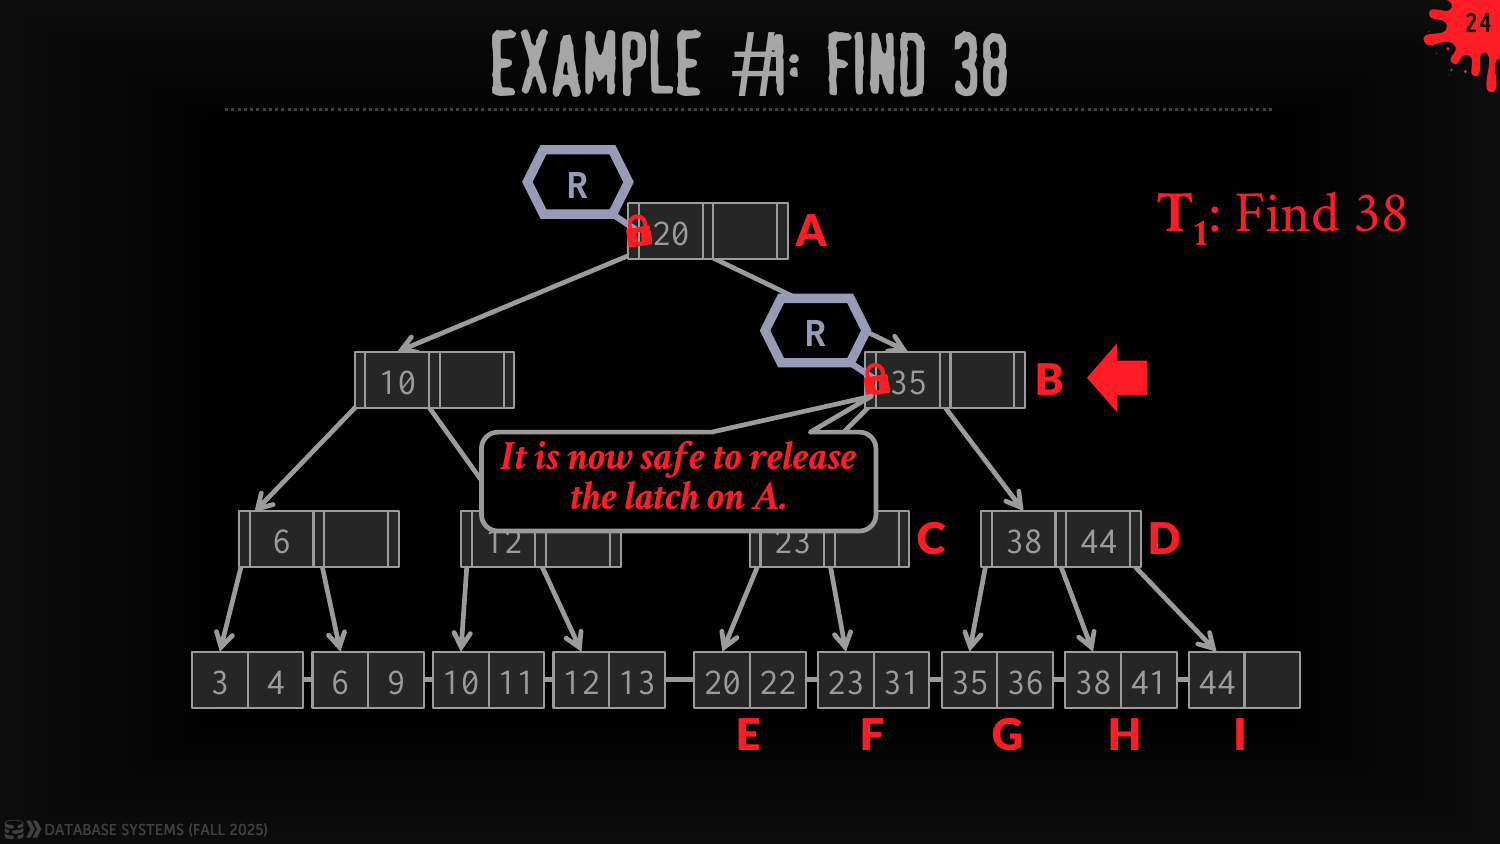 24
EXAMPLE #1: FIND 38
R
T1: Find 38
20 A
R
10 35 B
It is now safe to release
the latch on A.
6 12 23 C 38 44 D
3 4 6 9 10 11 12 13 20 22 23 31 35 36 38 41 44
E F G H I
DATABASE SYSTEMS (FALL 2025)